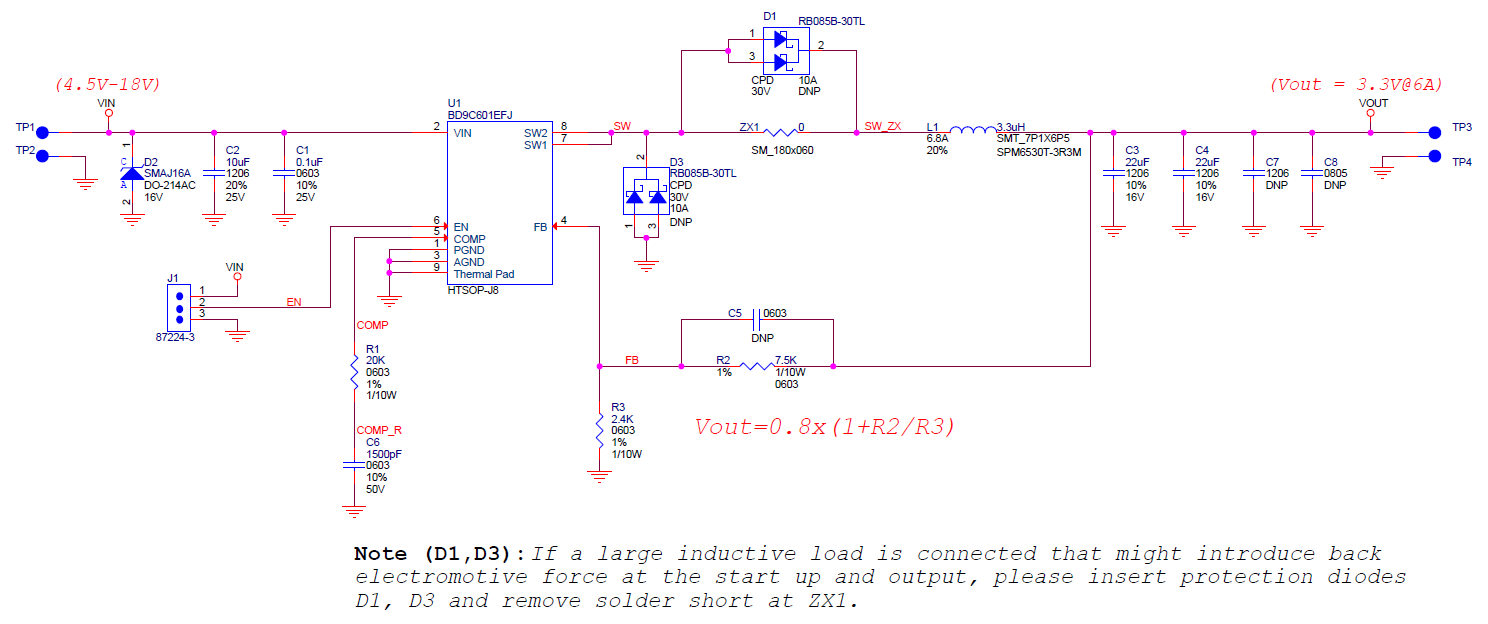 D1
RB085B-30TL
1
2
3
CPD
30V
10A
DNP
(4.5V-18V)
VIN
TP1
TP2
1
C
A
2
D2
SMAJ16A
DO-214AC
16V
C2
10uF
1206
20%
25V
C1
0.1uF
0603
10%
25V
U1
BD9C601EFJ
2
VIN
SW2
8
SW1
7
6
EN
5
COMP
1
PGND
3
AGND
9
Thermal Pad
FB
4
HTSOP-J8
SW
2
D3
RB085B-30TL
CPD
30V
10A
DNP
1
3
ZX1
0
SM_180x060
SW_ZX
L1
6.8A
20%
3.3uH
SMT_7P1X6P5
SPM6530T-3R3M
(Vout = 3.3V@6A)
VOUT
TP3
TP4
C3
22uF
1206
10%
16V
C4
22uF
1206
10%
16V
C7
1206
DNP
C8
0805
DNP
J1
VIN
1
2
3
EN
87224-3
COMP
R1
20K
0603
1%
1/10W
COMP_R
C6
1500pF
0603
10%
50V
C5
0603
DNP
FB
R2
1%
7.5K
1/10W
0603
R3
2.4K
0603
1%
1/10W
Vout=0.8x(1+R2/R3)
Note (D1,D3): If a large inductive load is connected that might introduce back
electromotive force at the start up and output, please insert protection diodes
D1, D3 and remove solder short at ZX1.